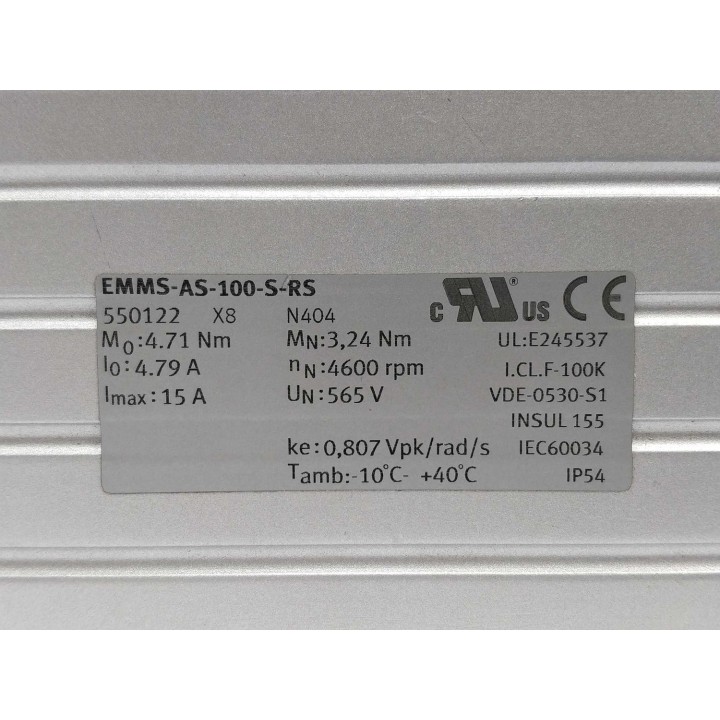 EMMS-AS-100-S-RS
550122 X8 N404
M0:4.71 Nm MN:3,24 Nm UL:E245537
I0:4.79 A nN:4600 rpm I.CL.F-100K
Imax:15 A UN:565 V VDE-0530-S1
INSUL 155
ke:0,807 Vpk/rad/s IEC60034
Tamb:-10°C- +40°C IP54
c RU ® US CE